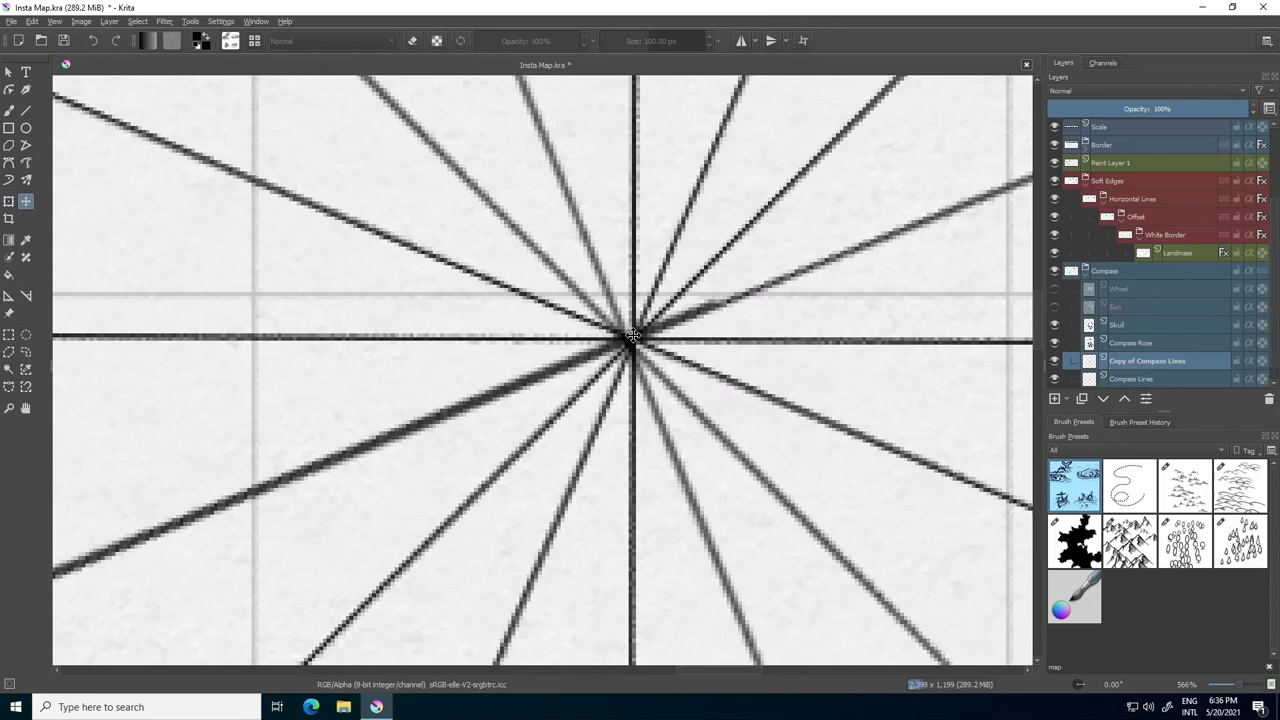 Insta Map.kra (289.2 MiB) * - Krita
File Edit View Image Layer Select Filter Tools Settings Window Help
Normal
Opacity: 100%
Size: 100.00 px
Insta Map.kra *
Layers
Channels
Layers
Normal
Opacity: 100%
Scale
Border
Paint Layer 1
Soft Edges
Horizontal Lines
Offset
White Border
Landmass
Compass
Wheel
Sun
Skull
Compass Rose
Copy of Compass Lines
Compass Lines
Brush Presets
Brush Preset History
Brush Presets
All
Tag
map
RGB/Alpha (8-bit integer/channel) sRGB-elle-V2-srgbtrc.icc
2,398 x 1,199 (289.2 MiB)
0.00°
566%
Type here to search
ENG
INTL
6:36 PM
5/20/2021